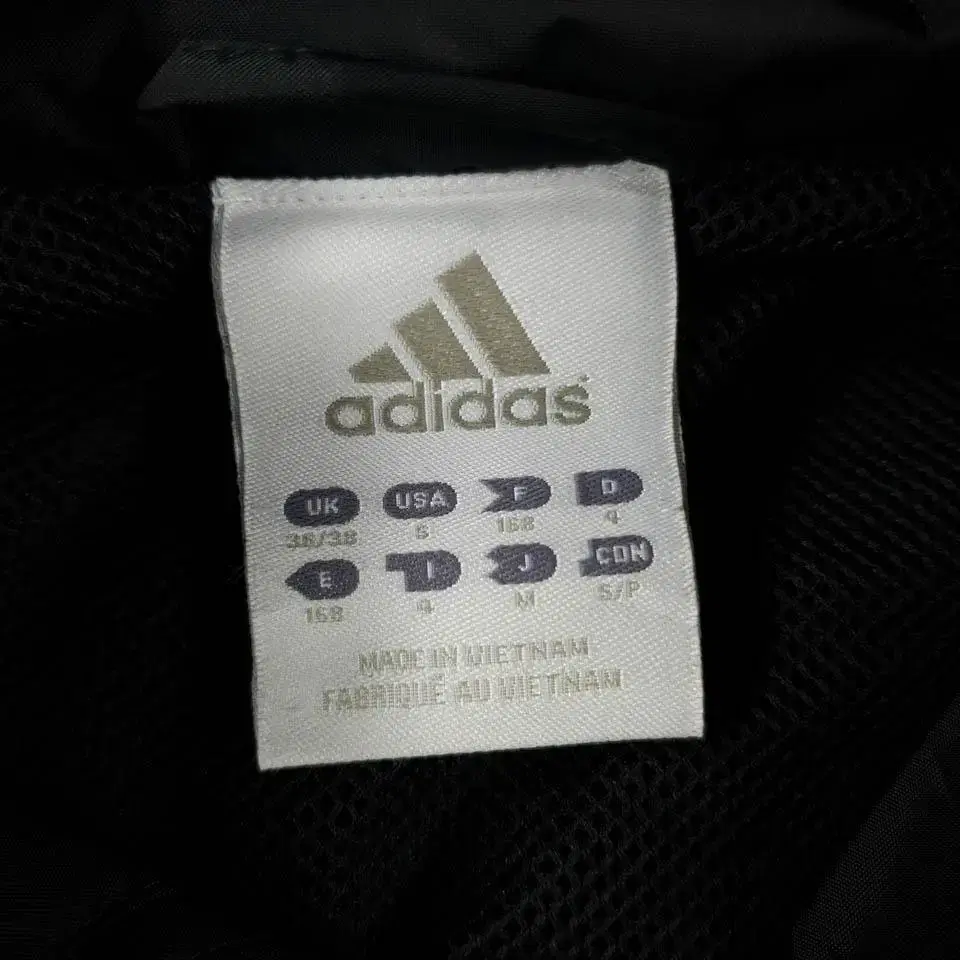 adidas
UK USA F D
36/38 S 168 4
E I J CDN
168 4 M S/P
MADE IN VIETNAM
FABRIQUÉ AU VIETNAM